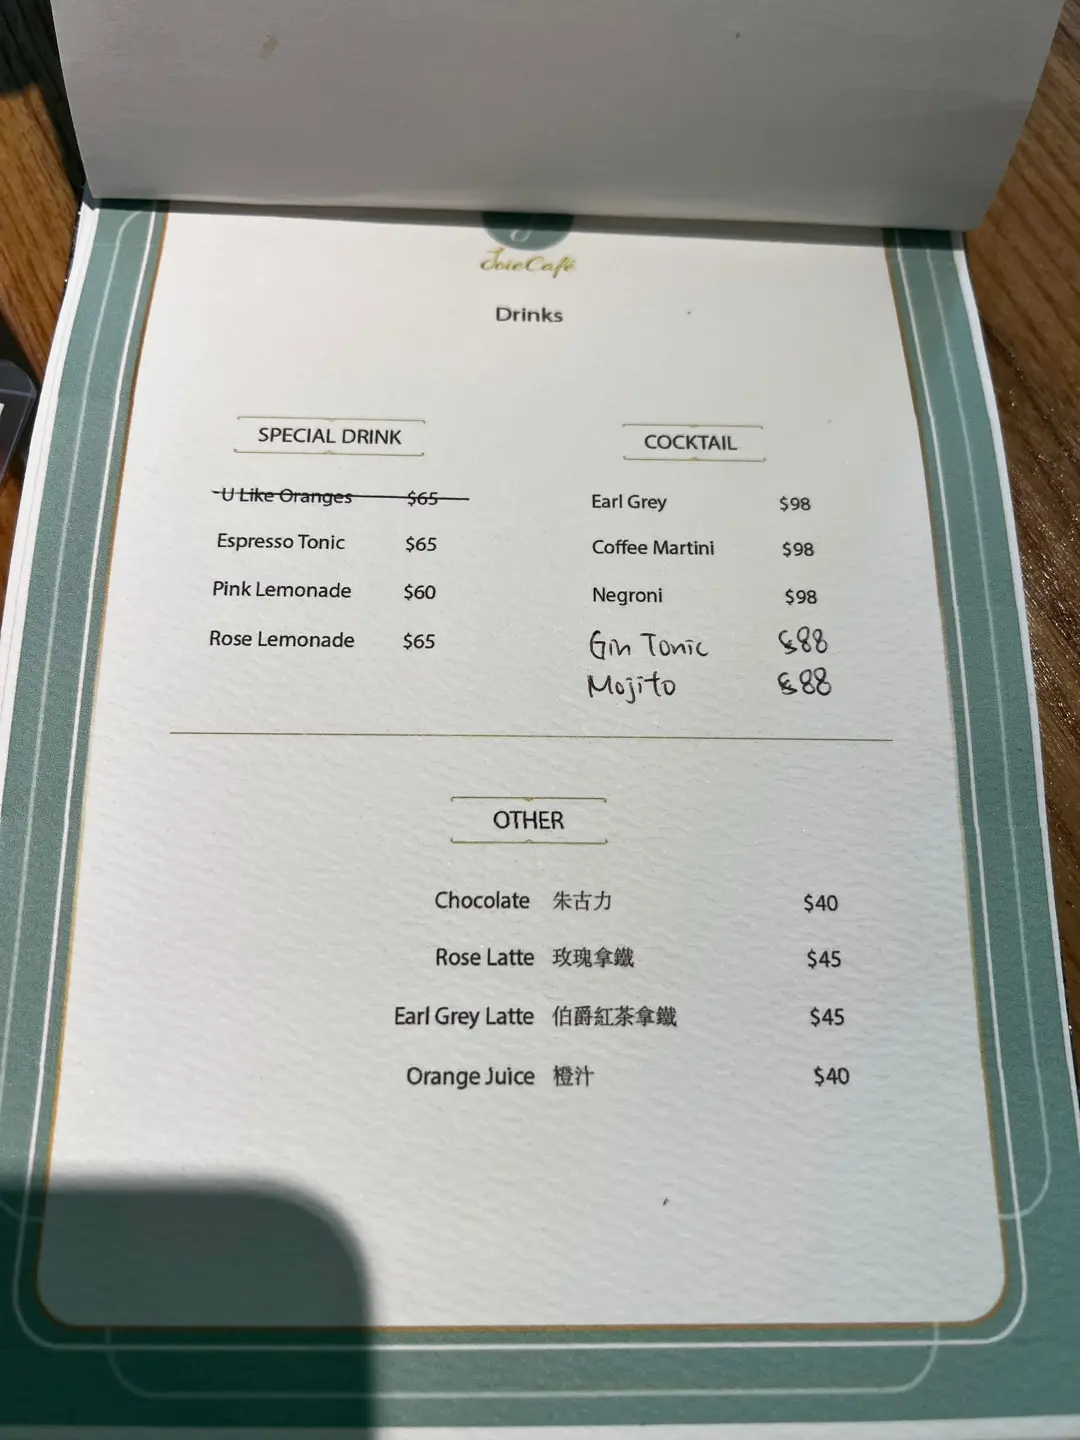 JoieCafé
Drinks
SPECIAL DRINK
U Like Oranges $65
Espresso Tonic $65
Pink Lemonade $60
Rose Lemonade $65
COCKTAIL
Earl Grey $98
Coffee Martini $98
Negroni $98
Gin Tonic $88
Mojito $88
OTHER
Chocolate 朱古力 $40
Rose Latte 玫瑰拿鐵 $45
Earl Grey Latte 伯爵紅茶拿鐵 $45
Orange Juice 橙汁 $40